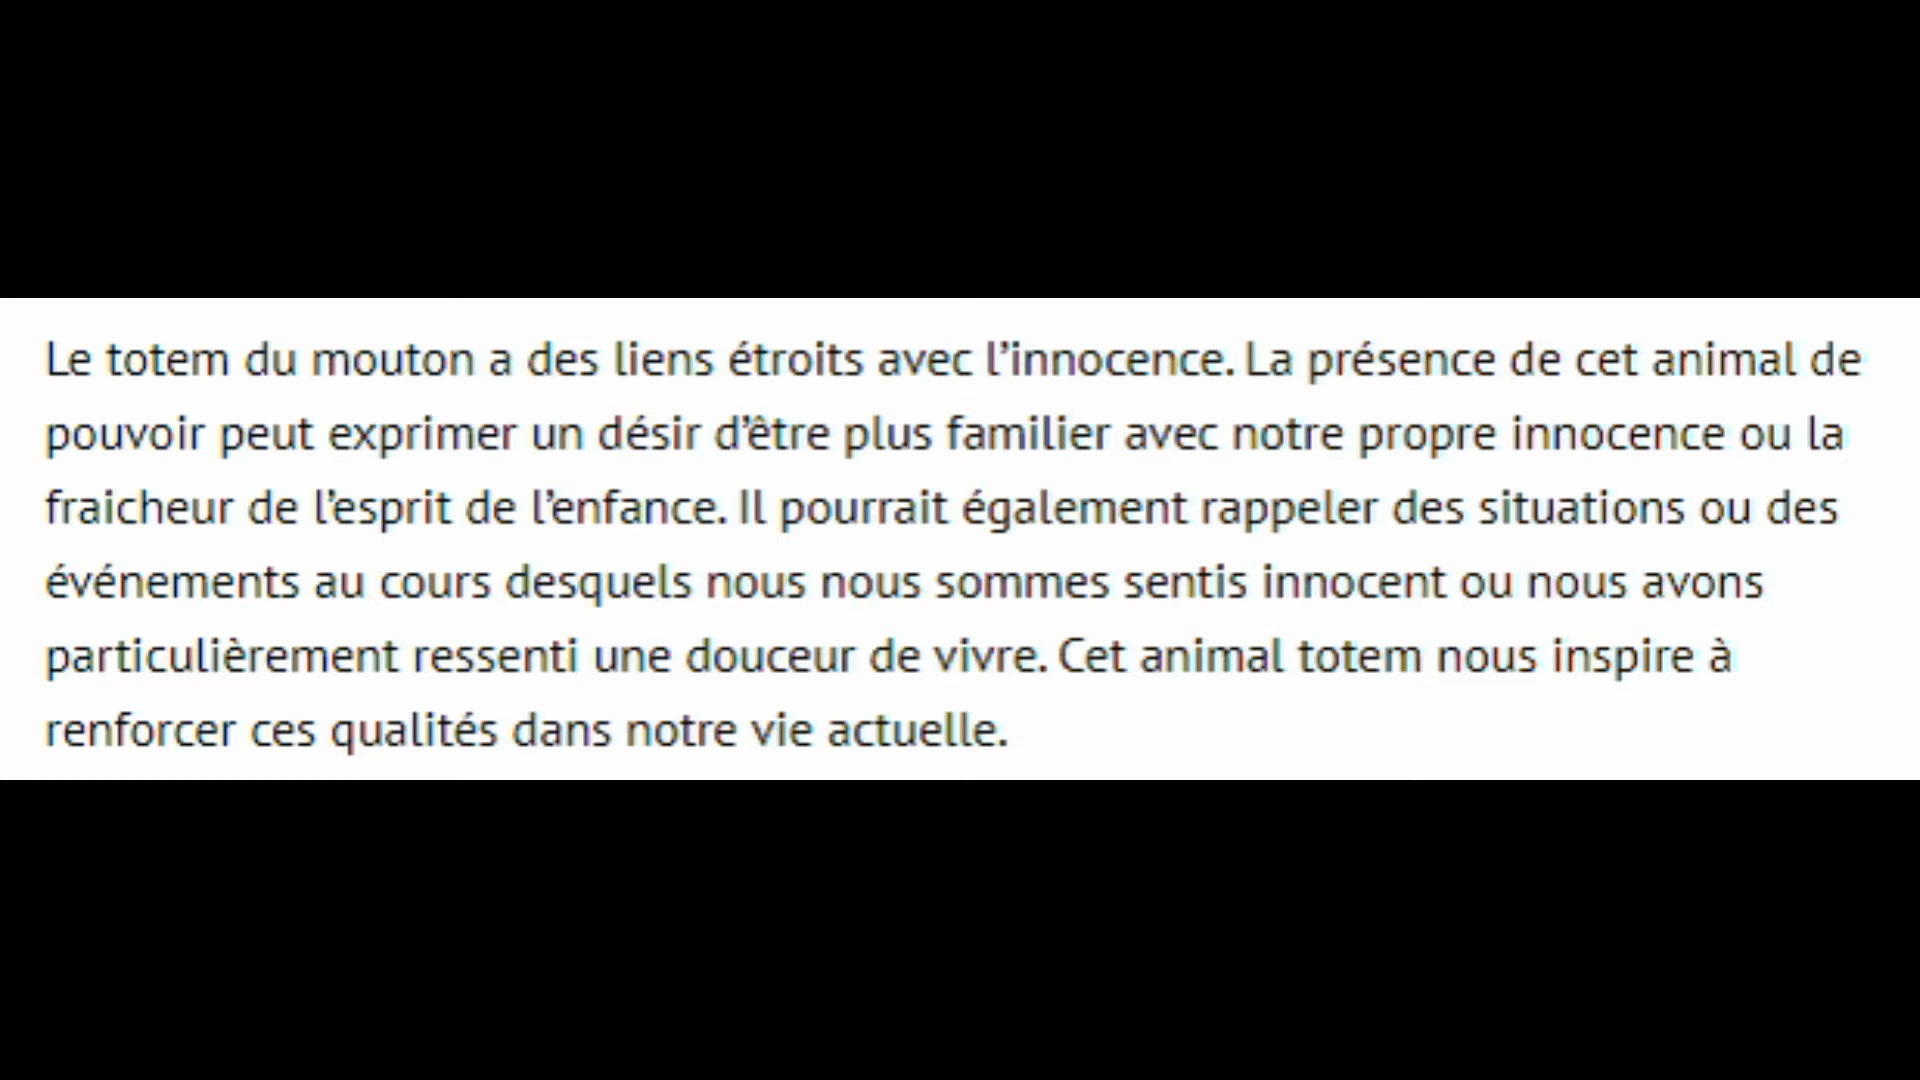 Le totem du mouton a des liens étroits avec l’innocence. La présence de cet animal de
pouvoir peut exprimer un désir d’être plus familier avec notre propre innocence ou la
fraicheur de l’esprit de l’enfance. Il pourrait également rappeler des situations ou des
événements au cours desquels nous nous sommes sentis innocent ou nous avons
particulièrement ressenti une douceur de vivre. Cet animal totem nous inspire à
renforcer ces qualités dans notre vie actuelle.